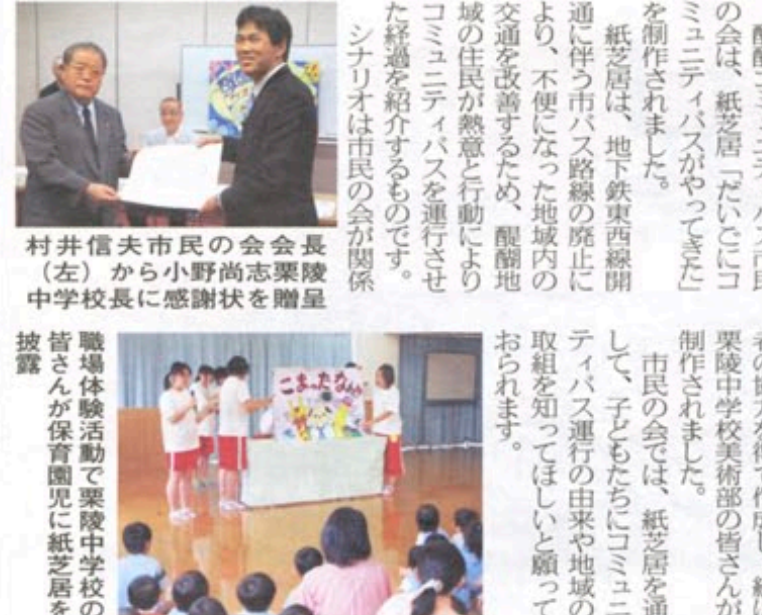 の会は、紙芝居「だいごにコ
ミュニティバスがやってきた」
を制作されました。
紙芝居は、地下鉄東西線開
通に伴う市バス路線の廃止に
より、不便になった地域内の
交通を改善するため、醍醐地
域の住民が熱意と行動により
コミュニティバスを運行させ
た経過を紹介するものです。
シナリオは市民の会が関係
栗陵中学校美術部の皆さんが
制作されました。
市民の会では、紙芝居を通
して、子どもたちにコミュニ
ティバス運行の由来や地域の
取組を知ってほしいと願って
おられます。
村井信夫市民の会会長
（左）から小野尚志栗陵
中学校長に感謝状を贈呈
こまったなん
職場体験活動で栗陵中学校の
皆さんが保育園児に紙芝居を
披露